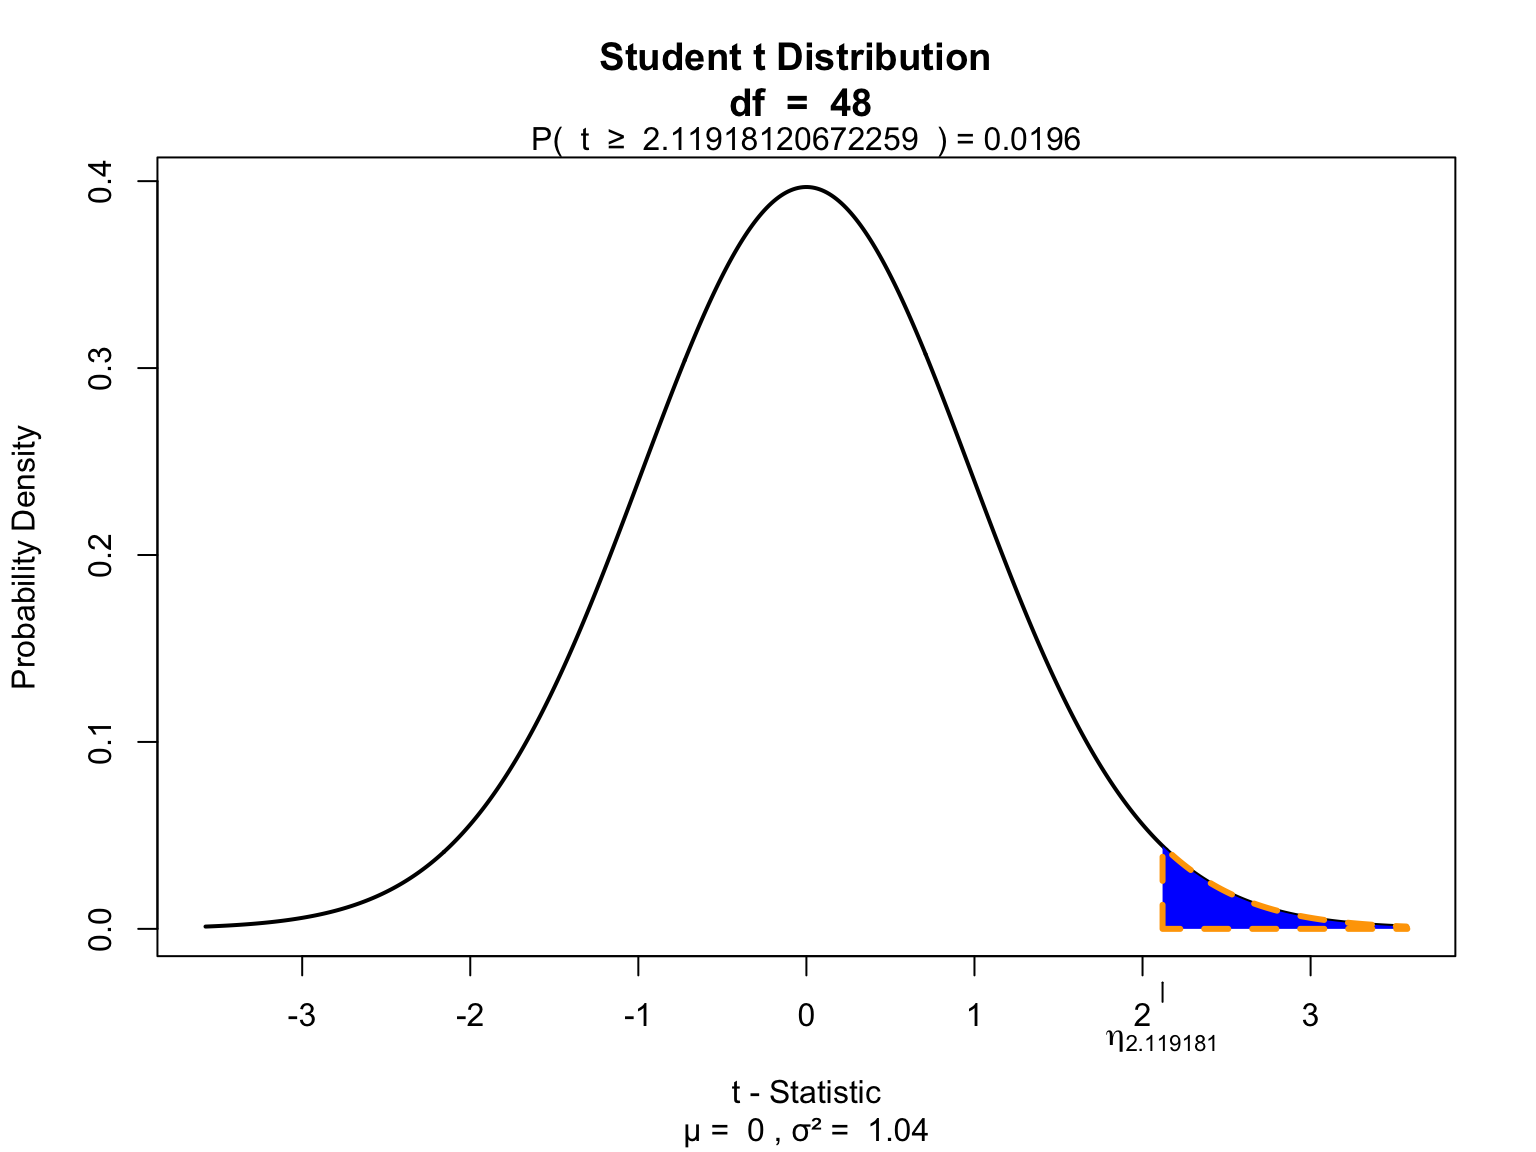 Student t Distribution
df = 48
P( t ≥ 2.11918120672259 ) = 0.0196
Probability Density
0.4
0.3
0.2
0.1
0.0
-3 -2 -1 0 1 2 3
η2.119181
t - Statistic
μ = 0 , σ² = 1.04